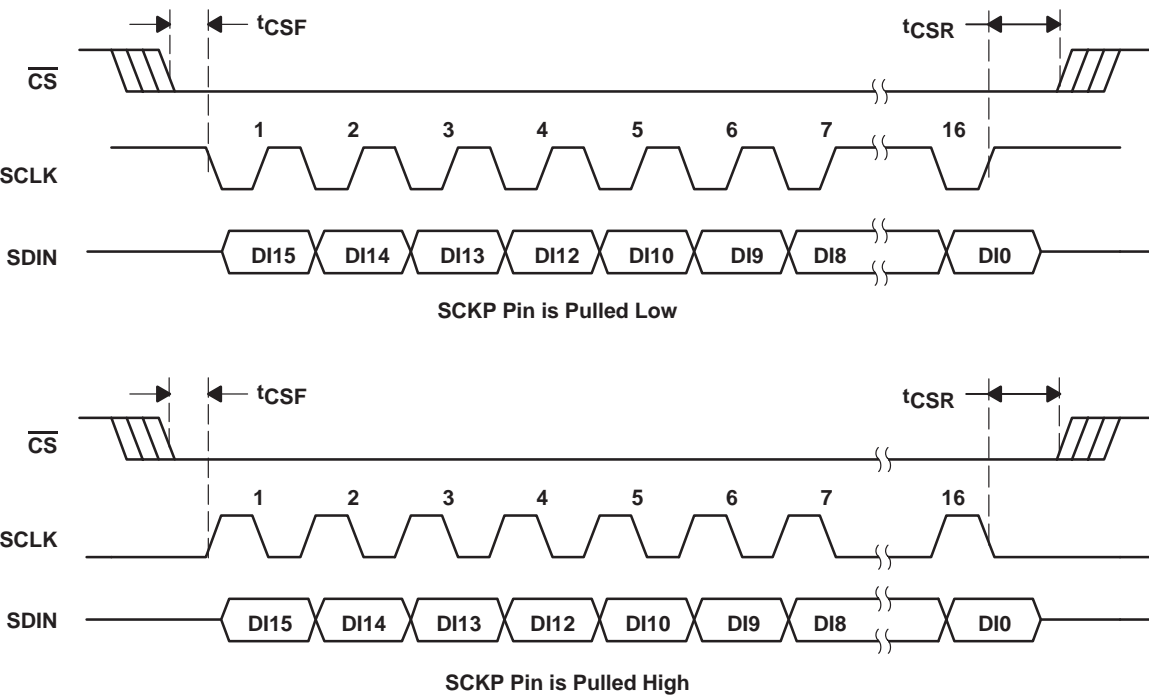 tCSF tCSR
CS
1 2 3 4 5 6 7 16
SCLK
SDIN DI15 DI14 DI13 DI12 DI10 DI9 DI8 DI0
SCKP Pin is Pulled Low
tCSF tCSR
CS
1 2 3 4 5 6 7 16
SCLK
SDIN DI15 DI14 DI13 DI12 DI10 DI9 DI8 DI0
SCKP Pin is Pulled High